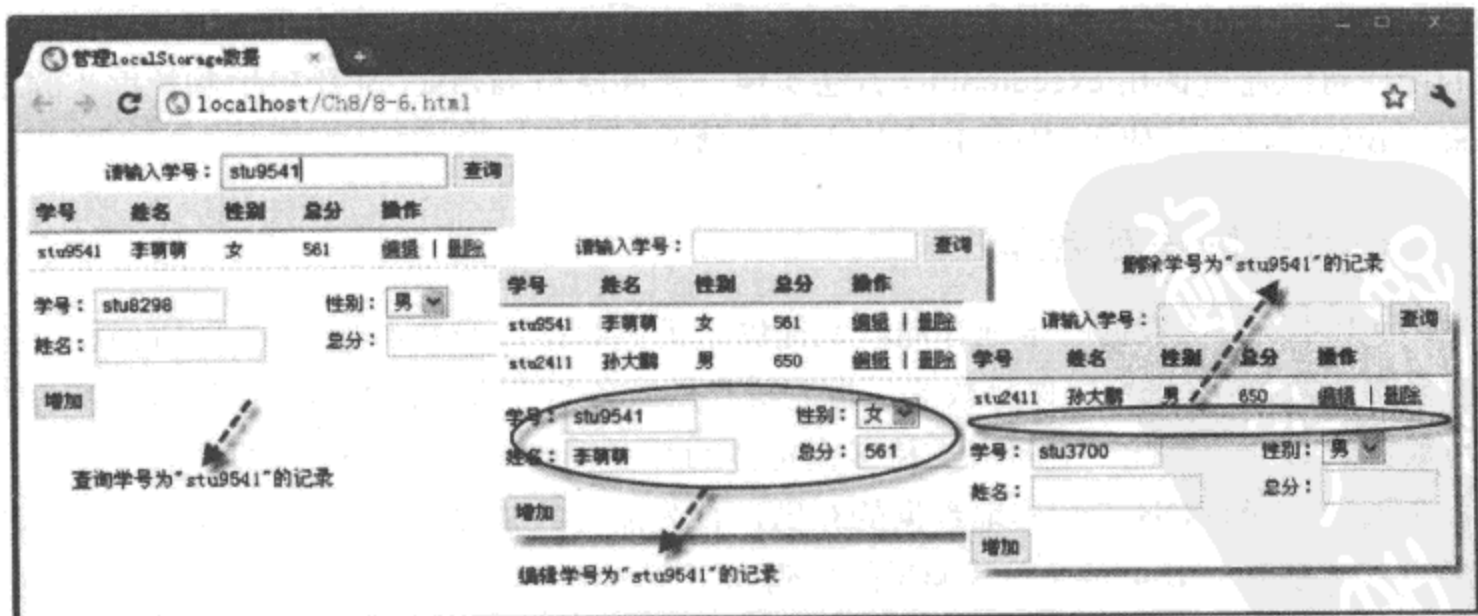 管理localStorage数据
localhost/Ch8/8-6.html
请输入学号： stu9541 查询
学号 姓名 性别 总分 操作
stu9541 李萌萌 女 561 编辑 | 删除
学号： stu8298 性别： 男
姓名： 总分：
增加
查询学号为"stu9541"的记录
请输入学号： 查询
学号 姓名 性别 总分 操作
stu9541 李萌萌 女 561 编辑 | 删除
stu2411 孙大鹏 男 650 编辑 | 删除
学号： stu9541 性别： 女
姓名： 李萌萌 总分： 561
增加
编辑学号为"stu9541"的记录
删除学号为"stu9541"的记录
请输入学号： 查询
学号 姓名 性别 总分 操作
stu2411 孙大鹏 男 650 编辑 | 删除
学号： stu3700 性别： 男
姓名： 总分：
增加